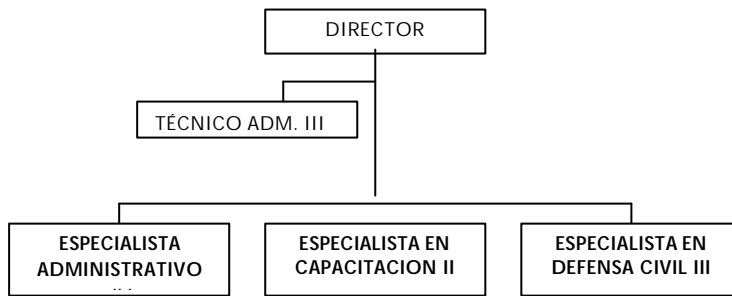 DIRECTOR
TÉCNICO ADM. III
ESPECIALISTA
ADMINISTRATIVO
ESPECIALISTA EN
CAPACITACION II
ESPECIALISTA EN
DEFENSA CIVIL III